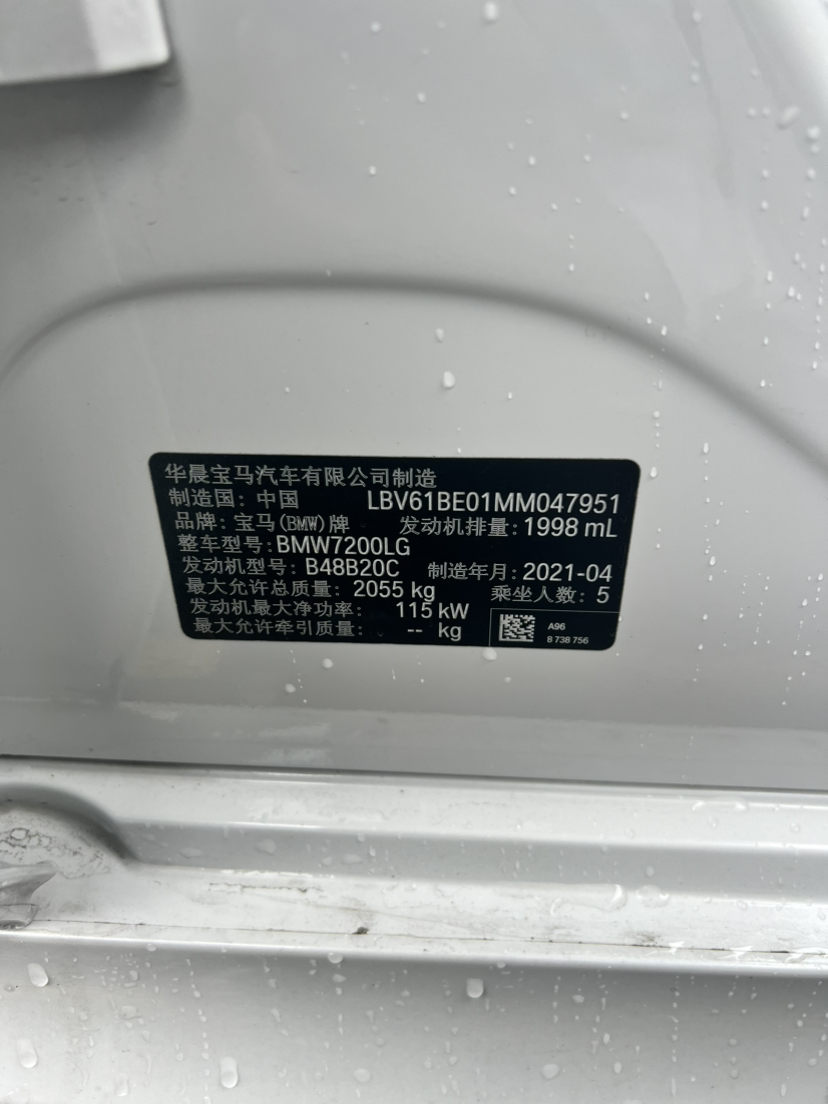 华晨宝马汽车有限公司制造
制造国：中国 LBV61BE01MM047951
品牌：宝马(BMW)牌 发动机排量：1998 mL
整车型号：BMW7200LG
发动机型号：B48B20C 制造年月：2021-04
最大允许总质量：2055 kg 乘坐人数：5
发动机最大净功率： 115 kW
最大允许牵引质量： -- kg
A96
8 738 756